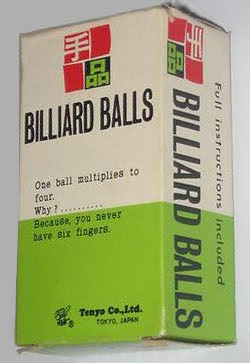 手品
BILLIARD BALLS
One ball multiplies to
four.
Why?..........
Because, you never
have six fingers.
Tenyo Co.,Ltd.
TOKYO, JAPAN
手品
BILLIARD BALLS
Full instructions included